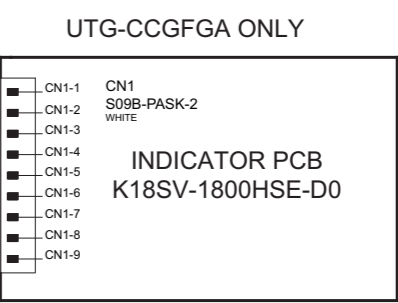 UTG-CCGFGA ONLY
CN1-1
CN1-2
CN1-3
CN1-4
CN1-5
CN1-6
CN1-7
CN1-8
CN1-9
CN1
S09B-PASK-2
WHITE
INDICATOR PCB
K18SV-1800HSE-D0